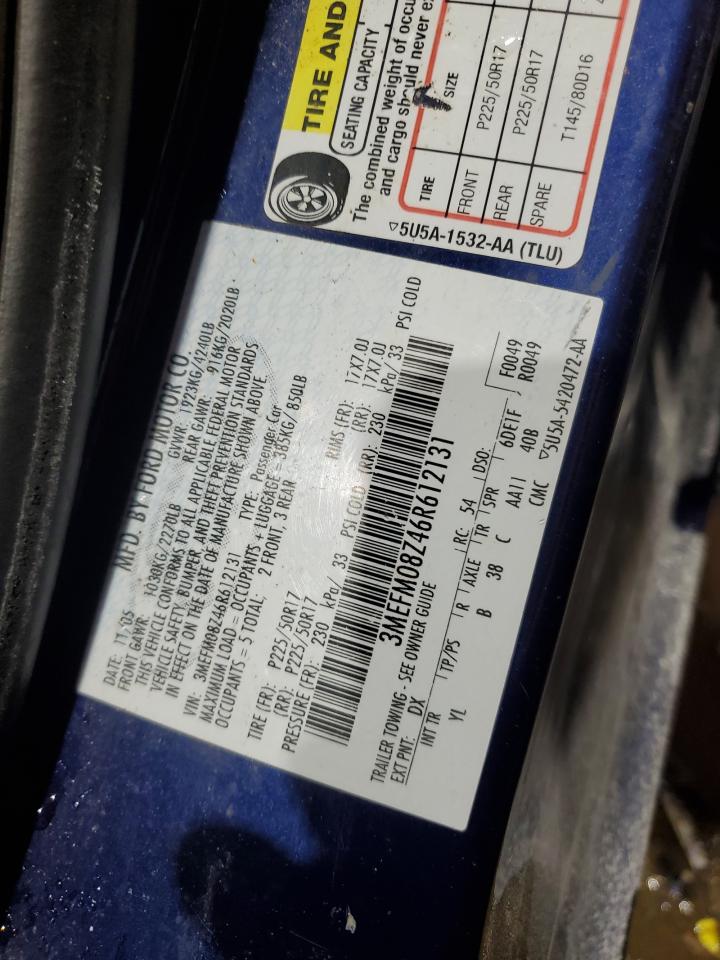 TIRE AND
SEATING CAPACITY
The combined weight of occu
and cargo should never e
TIRE SIZE
FRONT P225/50R17
REAR P225/50R17
SPARE T145/80D16
▽5U5A-1532-AA (TLU)
MFD. BY FORD MOTOR CO.
DATE: 11/05 GVWR: 1923KG/4240LB
FRONT GAWR: 1030KG/2270LB REAR GAWR: 916KG/2020LB
THIS VEHICLE CONFORMS TO ALL APPLICABLE FEDERAL MOTOR
VEHICLE SAFETY, BUMPER, AND THEFT PREVENTION STANDARDS
IN EFFECT ON THE DATE OF MANUFACTURE SHOWN ABOVE
VIN: 3MEFM08Z46R612131 TYPE: Passenger Car
MAXIMUM LOAD = OCCUPANTS + LUGGAGE = 385KG/850LB
OCCUPANTS = 5 TOTAL: 2 FRONT, 3 REAR
TIRE (FR): P225/50R17 RIMS (FR): 17X7.0J
(RR): P225/50R17 (RR): 17X7.0J
PRESSURE (FR): 230 kPa/ 33 PSI COLD (RR): 230 kPa/ 33 PSI COLD
3MEFM08Z46R612131
TRAILER TOWING - SEE OWNER GUIDE
EXT PNT: DX RC: 54 DSO:
INT TR TP/PS R AXLE TR SPR 6DE1F F0049
YL B 38 C AA11 40B R0049
CMC ▽5U5A-5420472-AA